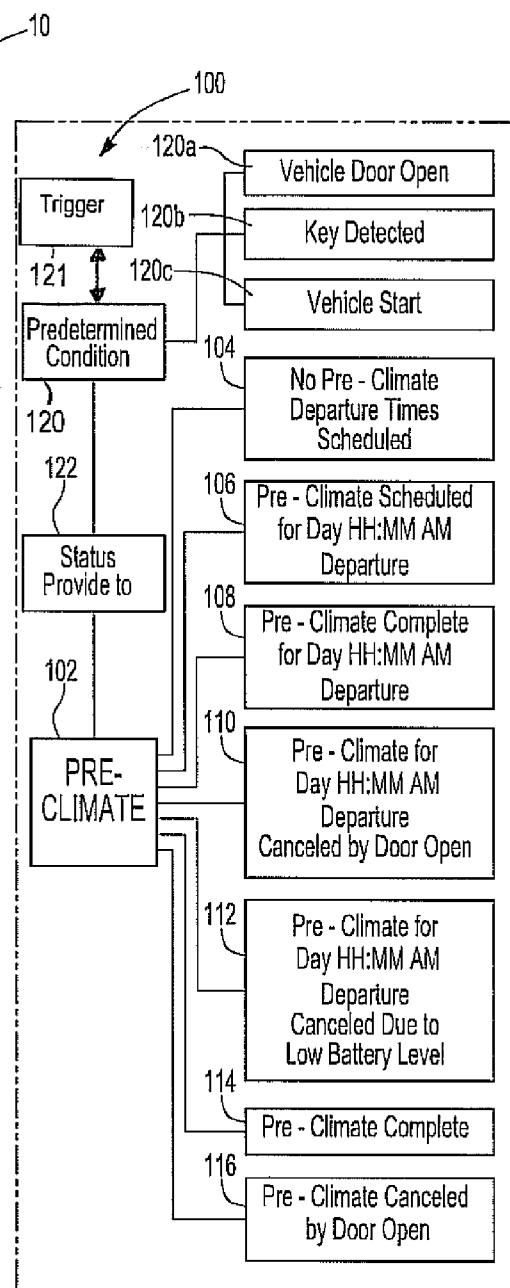 10
100
120a
Vehicle Door Open
Trigger
120b
Key Detected
121
120c
Vehicle Start
Predetermined
Condition
120
104
No Pre - Climate
Departure Times
Scheduled
122
106
Pre - Climate Scheduled
for Day HH:MM AM
Departure
Status
Provide to
108
Pre - Climate Complete
for Day HH:MM AM
Departure
102
PRE-
CLIMATE
110
Pre - Climate for
Day HH:MM AM
Departure
Canceled by Door Open
112
Pre - Climate for
Day HH:MM AM
Departure
Canceled Due to
Low Battery Level
114
Pre - Climate Complete
116
Pre - Climate Canceled
by Door Open